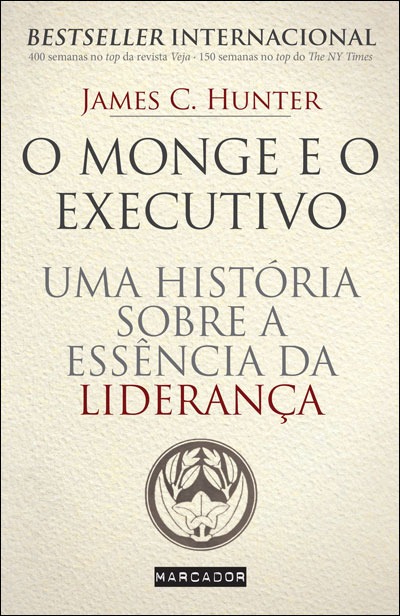 BESTSELLER INTERNACIONAL
400 semanas no top da revista Veja · 150 semanas no top do The NY Times
JAMES C. HUNTER
O MONGE E O
EXECUTIVO
UMA HISTÓRIA
SOBRE A
ESSÊNCIA DA
LIDERANÇA
MARCADOR